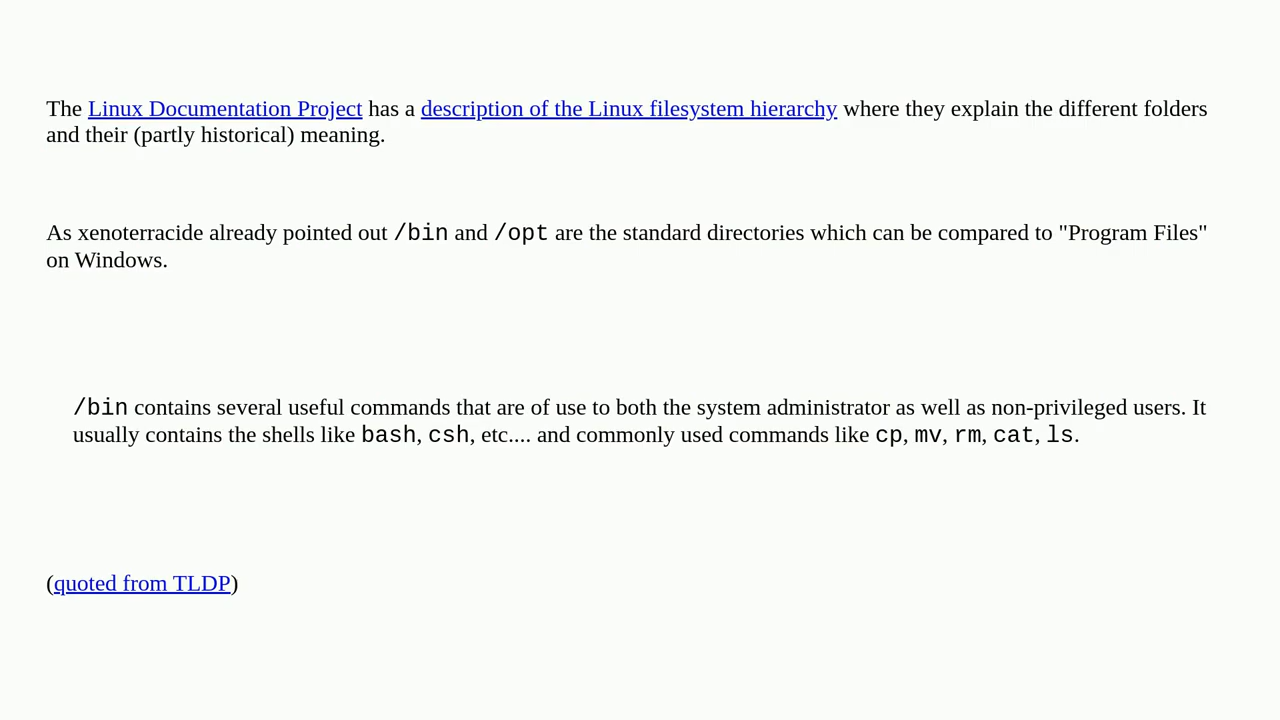 The Linux Documentation Project has a description of the Linux filesystem hierarchy where they explain the different folders
and their (partly historical) meaning.
As xenoterracide already pointed out /bin and /opt are the standard directories which can be compared to "Program Files"
on Windows.
/bin contains several useful commands that are of use to both the system administrator as well as non-privileged users. It
usually contains the shells like bash, csh, etc.... and commonly used commands like cp, mv, rm, cat, ls.
(quoted from TLDP)